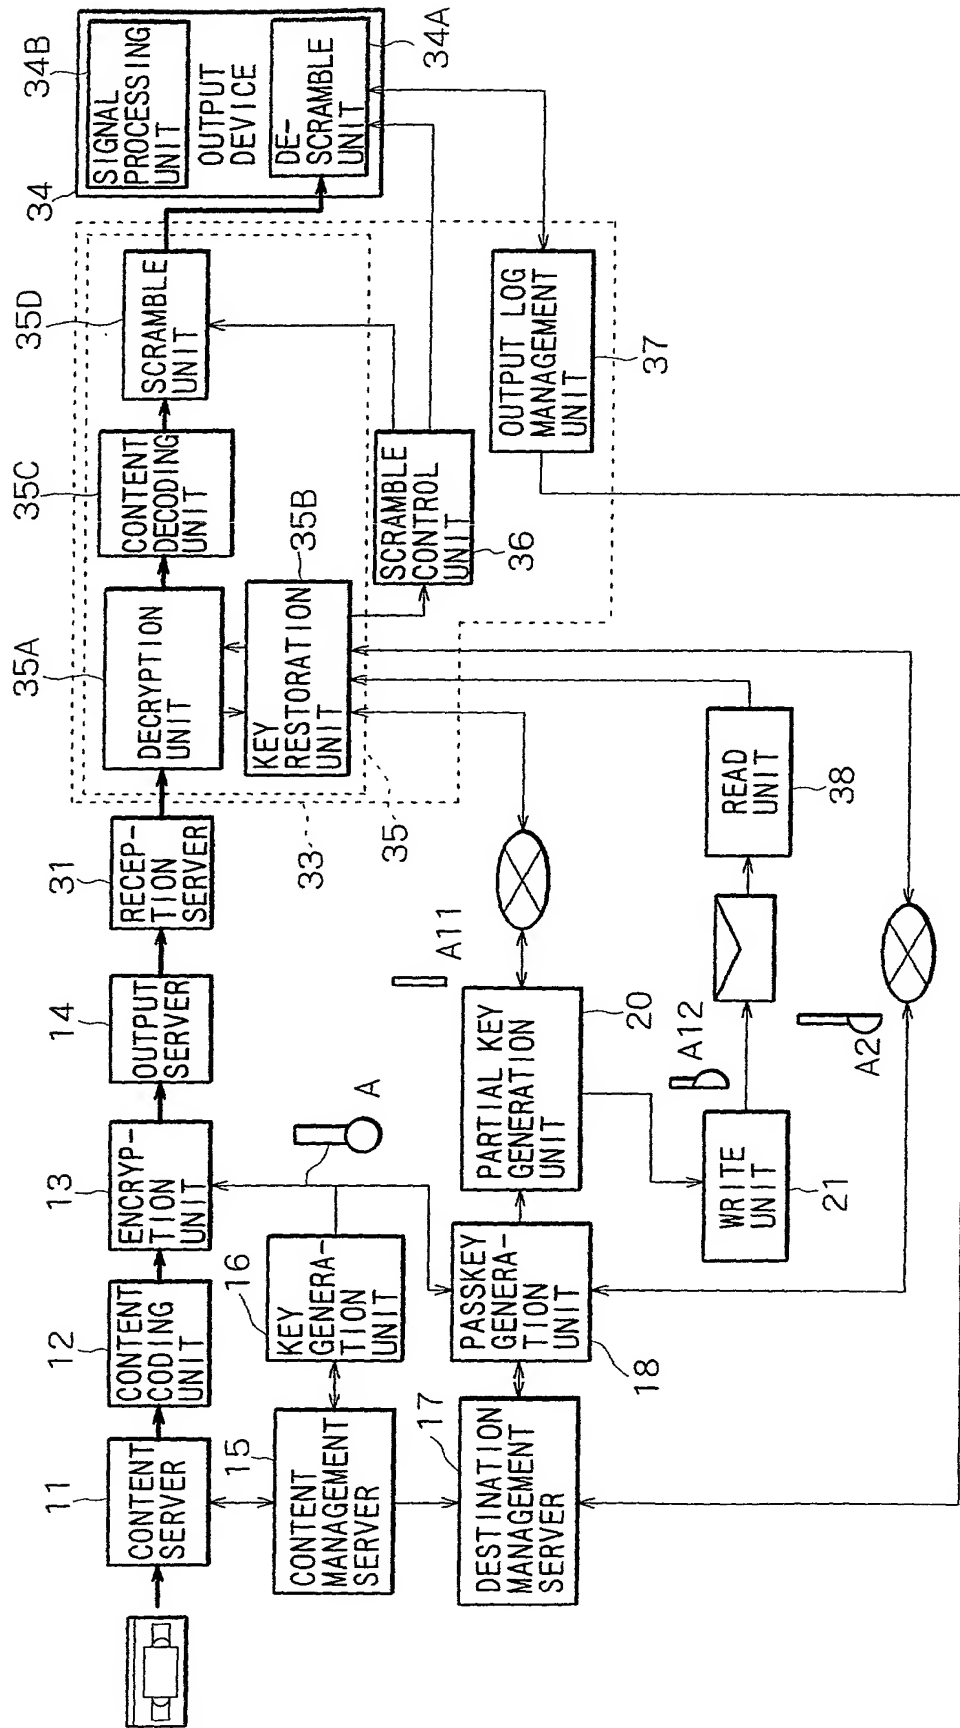 11
CONTENT
SERVER
12
CONTENT
CODING
UNIT
13
ENCRYP-
TION
UNIT
14
OUTPUT
SERVER
31
RECEP-
TION
SERVER
35A
DECRYPTION
UNIT
35C
CONTENT
DECODING
UNIT
35D
SCRAMBLE
UNIT
34
34B
SIGNAL
PROCESSING
UNIT
OUTPUT
DEVICE
DE-
SCRAMBLE
UNIT
34A
15
CONTENT
MANAGEMENT
SERVER
16
KEY
GENERA-
TION
UNIT
A
33
35
KEY
RESTORATION
UNIT
35B
SCRAMBLE
CONTROL
UNIT
36
OUTPUT LOG
MANAGEMENT
UNIT
37
17
DESTINATION
MANAGEMENT
SERVER
PASSKEY
GENERA-
TION
UNIT
18
PARTIAL KEY
GENERATION
UNIT
20
A11
WRITE
UNIT
21
A12
READ
UNIT
38
A2